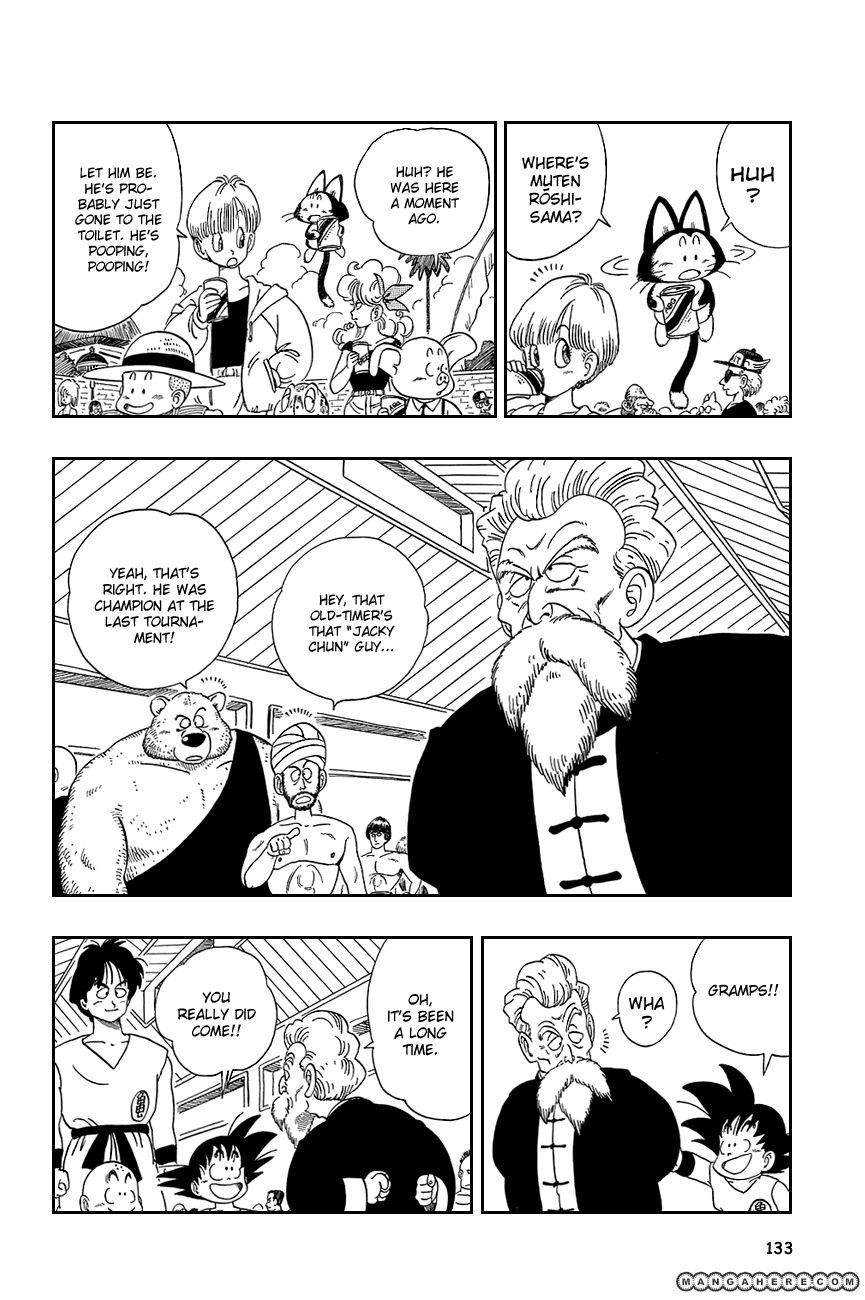 HUH
?
WHERE'S
MUTEN
RŌSHI-
SAMA?
HUH? HE
WAS HERE
A MOMENT
AGO.
LET HIM BE.
HE'S PRO-
BABLY JUST
GONE TO THE
TOILET. HE'S
POOPING,
POOPING!
HEY, THAT
OLD-TIMER'S
THAT "JACKY
CHUN" GUY...
YEAH, THAT'S
RIGHT. HE WAS
CHAMPION AT THE
LAST TOURNA-
MENT!
GRAMPS!!
WHA
?
OH,
IT'S BEEN
A LONG
TIME.
YOU
REALLY DID
COME!!
133
MANGAHERE.COM